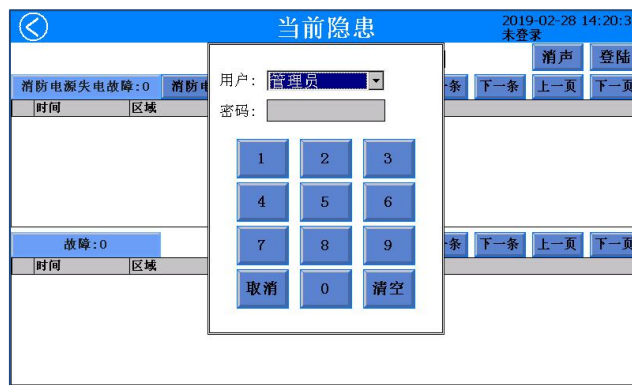 当前隐患
2019-02-28 14:20:3
未登录
消声 登陆
消防电源失电故障:0 消防电 条 下一条 上一页 下一页
时间 区域
用户: 管理员
密码:
1 2 3
4 5 6
7 8 9
取消 0 清空
故障:0 条 下一条 上一页 下一页
时间 区域